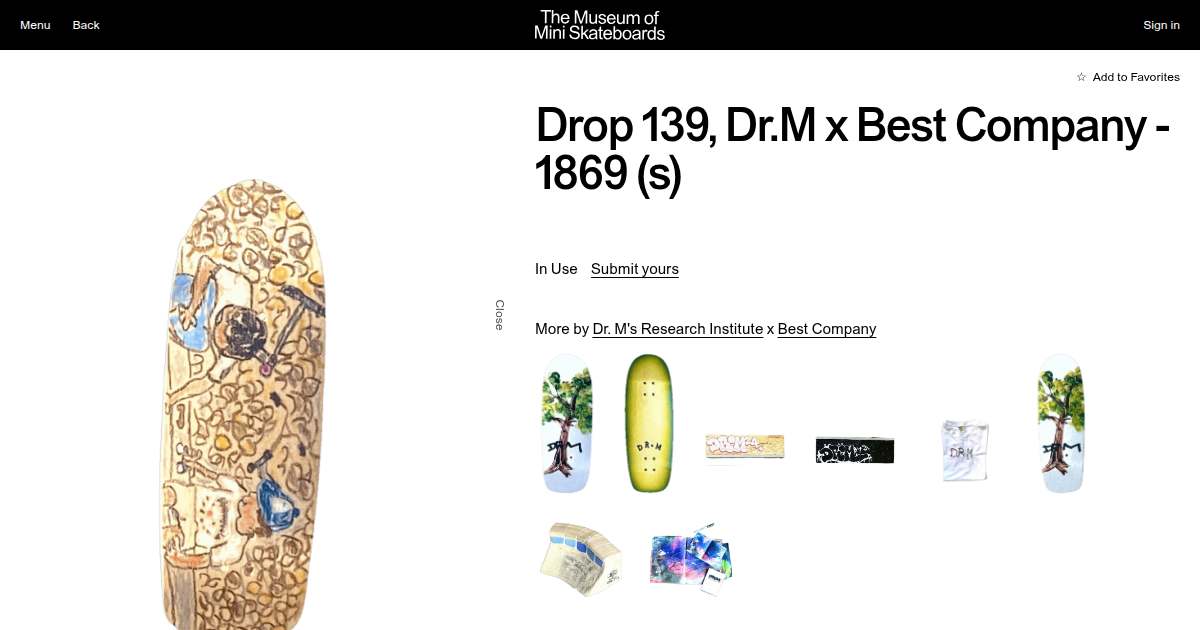 Menu
Back
The Museum of
Mini Skateboards
Sign in
☆ Add to Favorites
Drop 139, Dr.M x Best Company -
1869 (s)
In Use
Submit yours
Close
More by Dr. M's Research Institute x Best Company
DR.M
DR.M